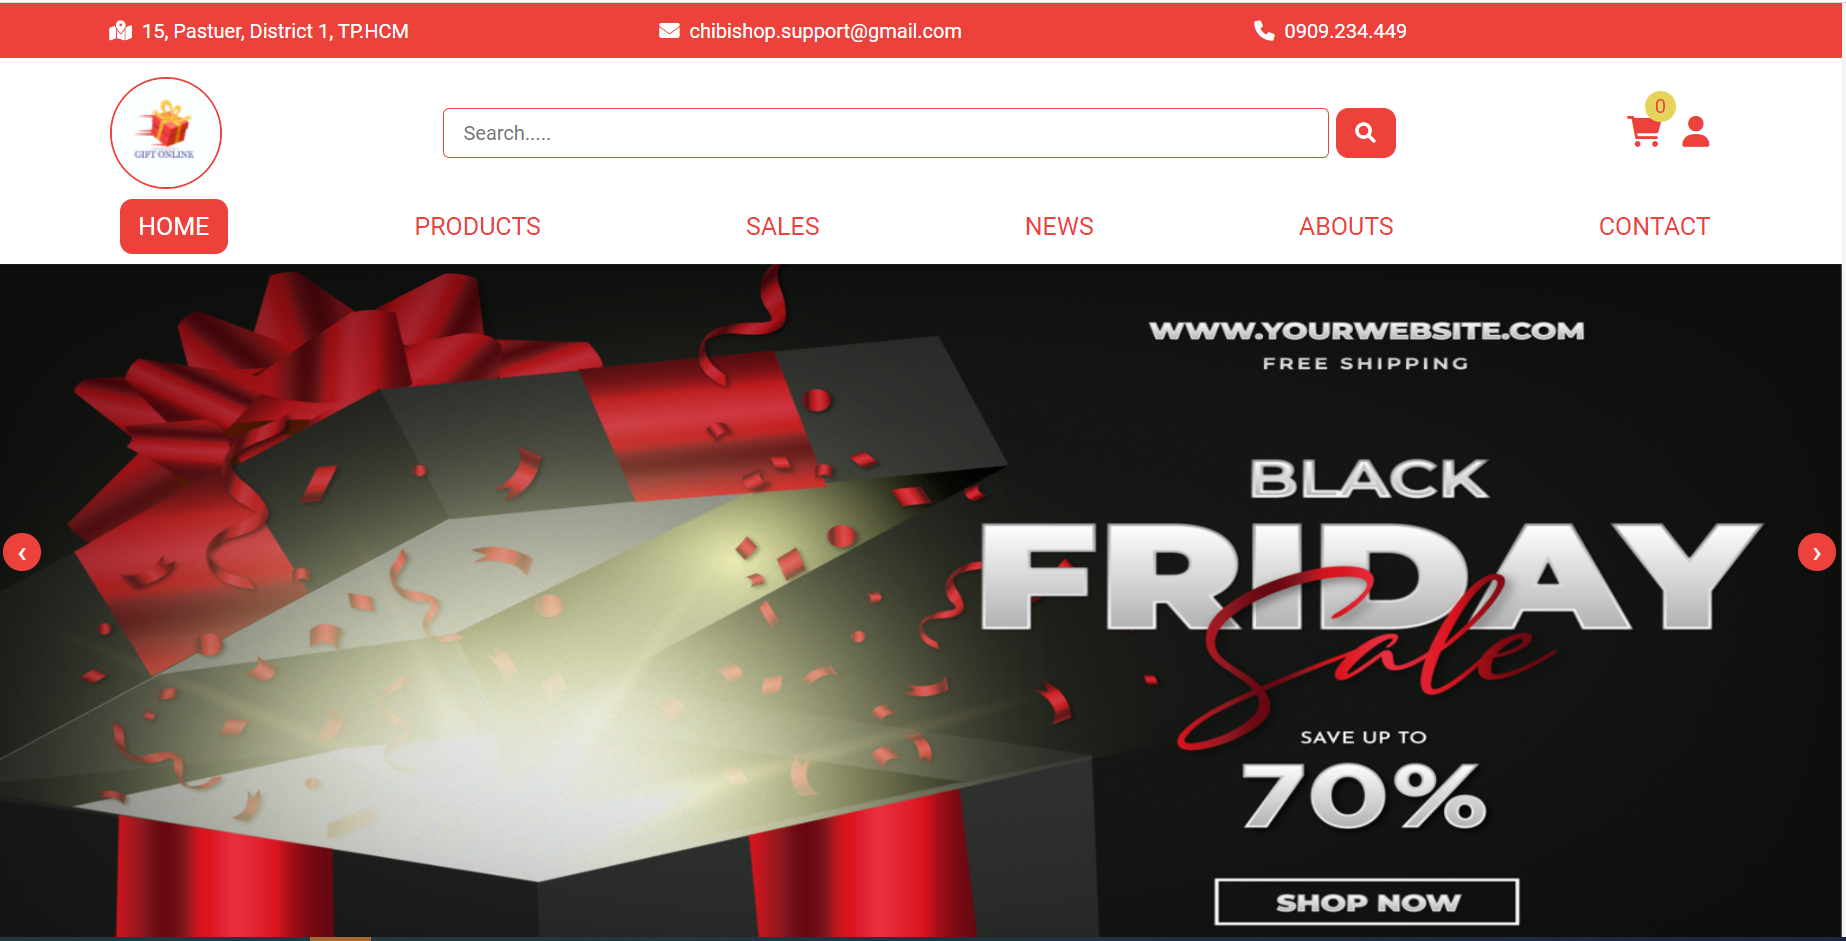 15, Pastuer, District 1, TP.HCM
chibishop.support@gmail.com
0909.234.449
GIFT ONLINE
Search.....
0
HOME
PRODUCTS
SALES
NEWS
ABOUTS
CONTACT
WWW.YOURWEBSITE.COM
FREE SHIPPING
BLACK
FRIDAY
Sale
SAVE UP TO
70%
SHOP NOW